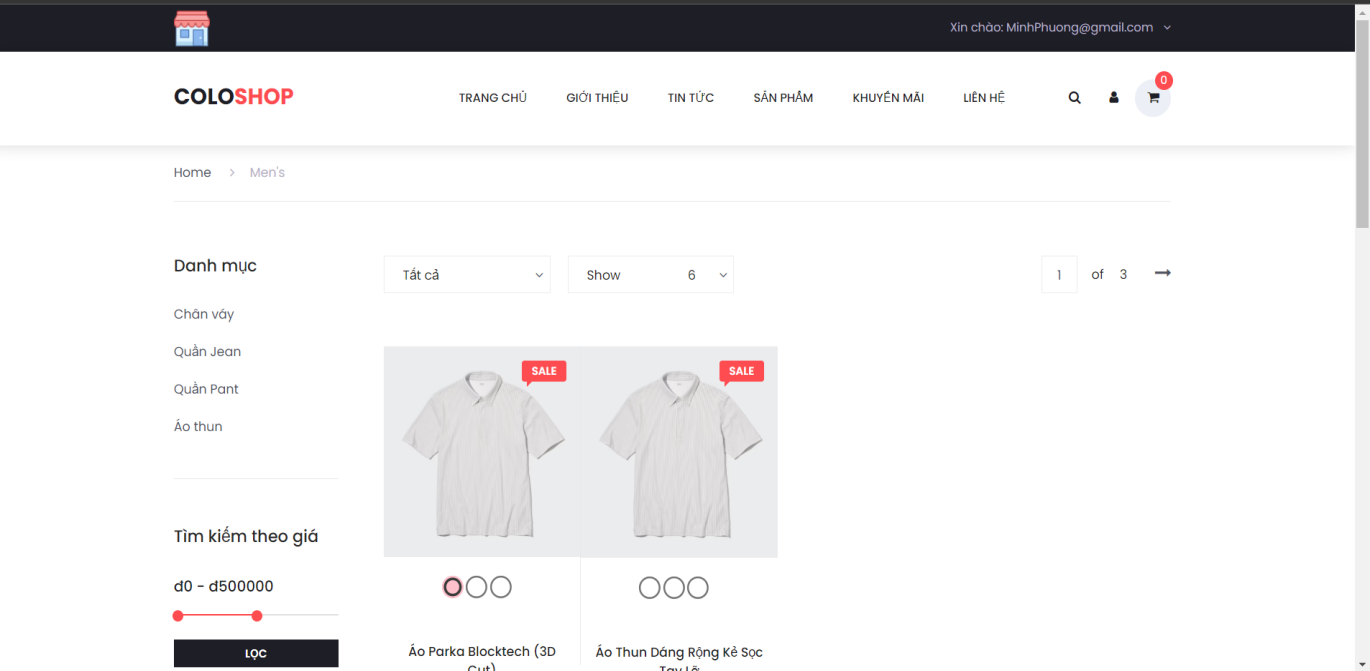 Xin chào: MinhPhuong@gmail.com
0
COLOSHOP
TRANG CHỦ
GIỚI THIỆU
TIN TỨC
SẢN PHẨM
KHUYẾN MÃI
LIÊN HỆ
Home
Men's
Danh mục
Chân váy
Quần Jean
Quần Pant
Áo thun
Tìm kiếm theo giá
đ0 - đ500000
LỌC
Tất cả
Show 6
1 of 3
SALE
SALE
Áo Parka Blocktech (3D
Cut)
Áo Thun Dáng Rộng Kẻ Sọc
Tay Lỡ